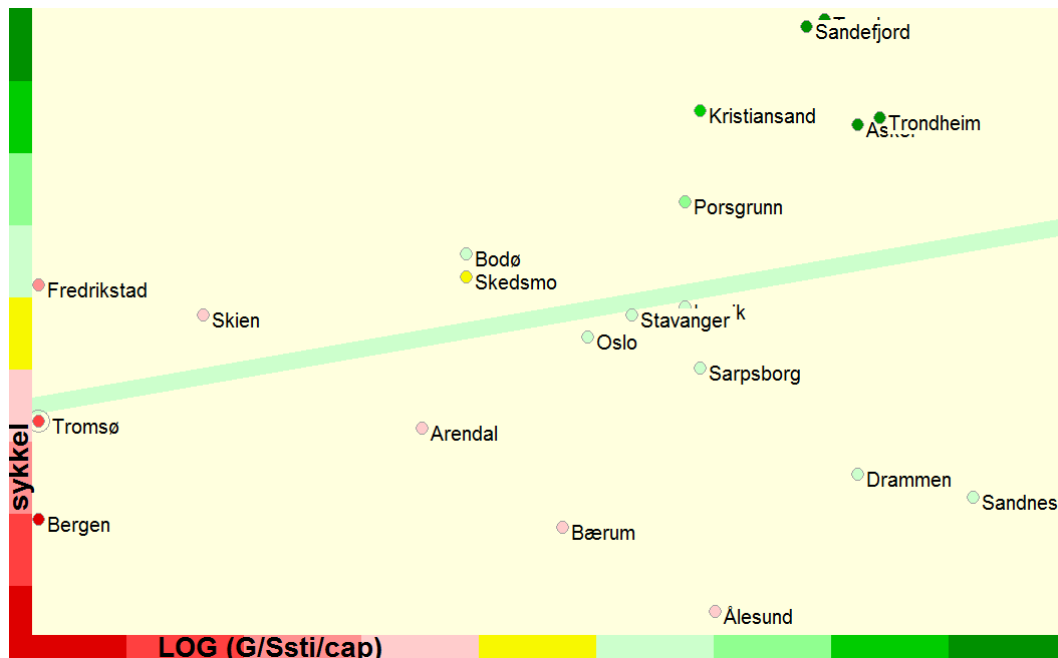 Sandefjord
Kristiansand
Trondheim
Porsgrunn
Bodø
Skedsmo
Fredrikstad
Skien
Stavanger
Oslo
Sarpsborg
Tromsø
Arendal
Drammen
Sandnes
Bergen
Bærum
Ålesund
sykkel
LOG (G/Ssti/cap)